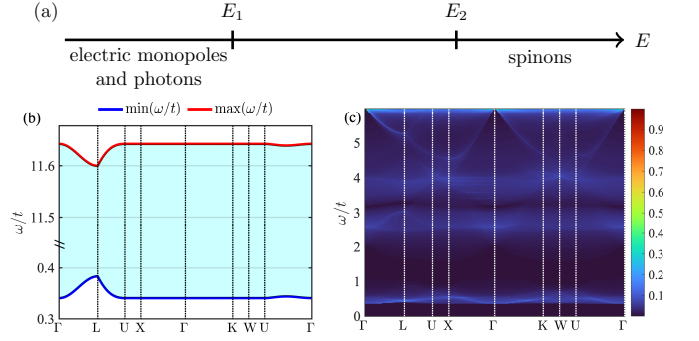 (a)
E₁
E₂
E
electric monopoles
and photons
spinons
(b)
min(ω/t)
max(ω/t)
ω/t
11.6
11.5
0.4
0.3
Γ
L
U
X
Γ
K
W
U
Γ
(c)
ω/t
5
4
3
2
1
0
Γ
L
U
X
Γ
K
W
U
Γ
0.9
0.8
0.7
0.6
0.5
0.4
0.3
0.2
0.1